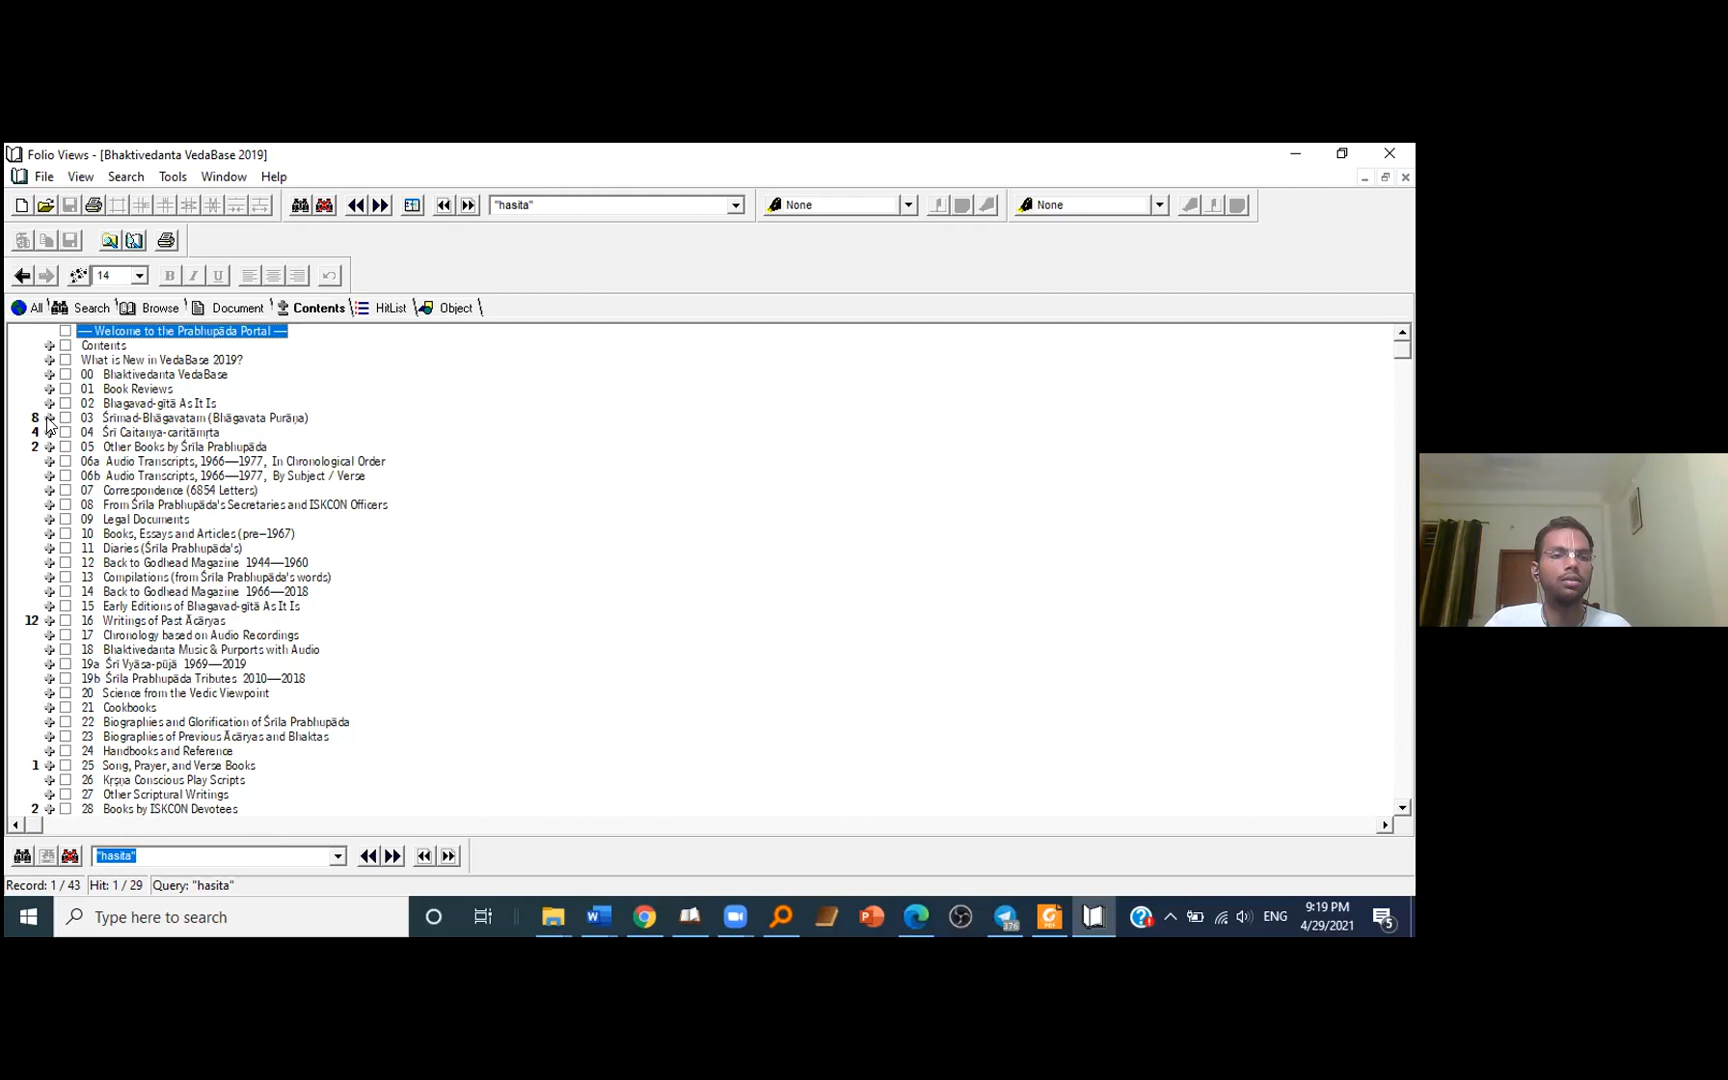 Folio Views - [Bhaktivedanta VedaBase 2019]
File View Search Tools Window Help
"hasita" None None
14 B I U
All Search Browse Document Contents HitList Object
— Welcome to the Prabhupāda Portal —
Contents
What is New in VedaBase 2019?
00 Bhaktivedanta VedaBase
01 Book Reviews
02 Bhagavad-gītā As It Is
8 03 Śrīmad-Bhāgavatam (Bhāgavata Purāṇa)
4 04 Śrī Caitanya-caritāmṛta
2 05 Other Books by Śrīla Prabhupāda
06a Audio Transcripts, 1966—1977, In Chronological Order
06b Audio Transcripts, 1966—1977, By Subject / Verse
07 Correspondence (6854 Letters)
08 From Śrīla Prabhupāda's Secretaries and ISKCON Officers
09 Legal Documents
10 Books, Essays and Articles (pre–1967)
11 Diaries (Śrīla Prabhupāda's)
12 Back to Godhead Magazine 1944—1960
13 Compilations (from Śrīla Prabhupāda's words)
14 Back to Godhead Magazine 1966—2018
15 Early Editions of Bhagavad-gītā As It Is
12 16 Writings of Past Ācāryas
17 Chronology based on Audio Recordings
18 Bhaktivedanta Music & Purports with Audio
19a Śrī Vyāsa-pūjā 1969—2019
19b Śrīla Prabhupāda Tributes 2010—2018
20 Science from the Vedic Viewpoint
21 Cookbooks
22 Biographies and Glorification of Śrīla Prabhupāda
23 Biographies of Previous Ācāryas and Bhaktas
24 Handbooks and Reference
1 25 Song, Prayer, and Verse Books
26 Kṛṣṇa Conscious Play Scripts
27 Other Scriptural Writings
2 28 Books by ISKCON Devotees
"hasita"
Record: 1 / 43 Hit: 1 / 29 Query: "hasita"
Type here to search 376 ENG 9:19 PM
4/29/2021 5